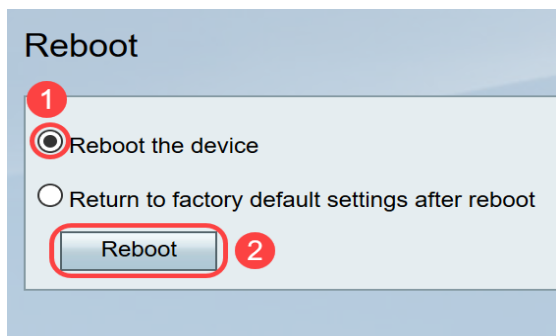 Reboot
1
Reboot the device
Return to factory default settings after reboot
Reboot 2